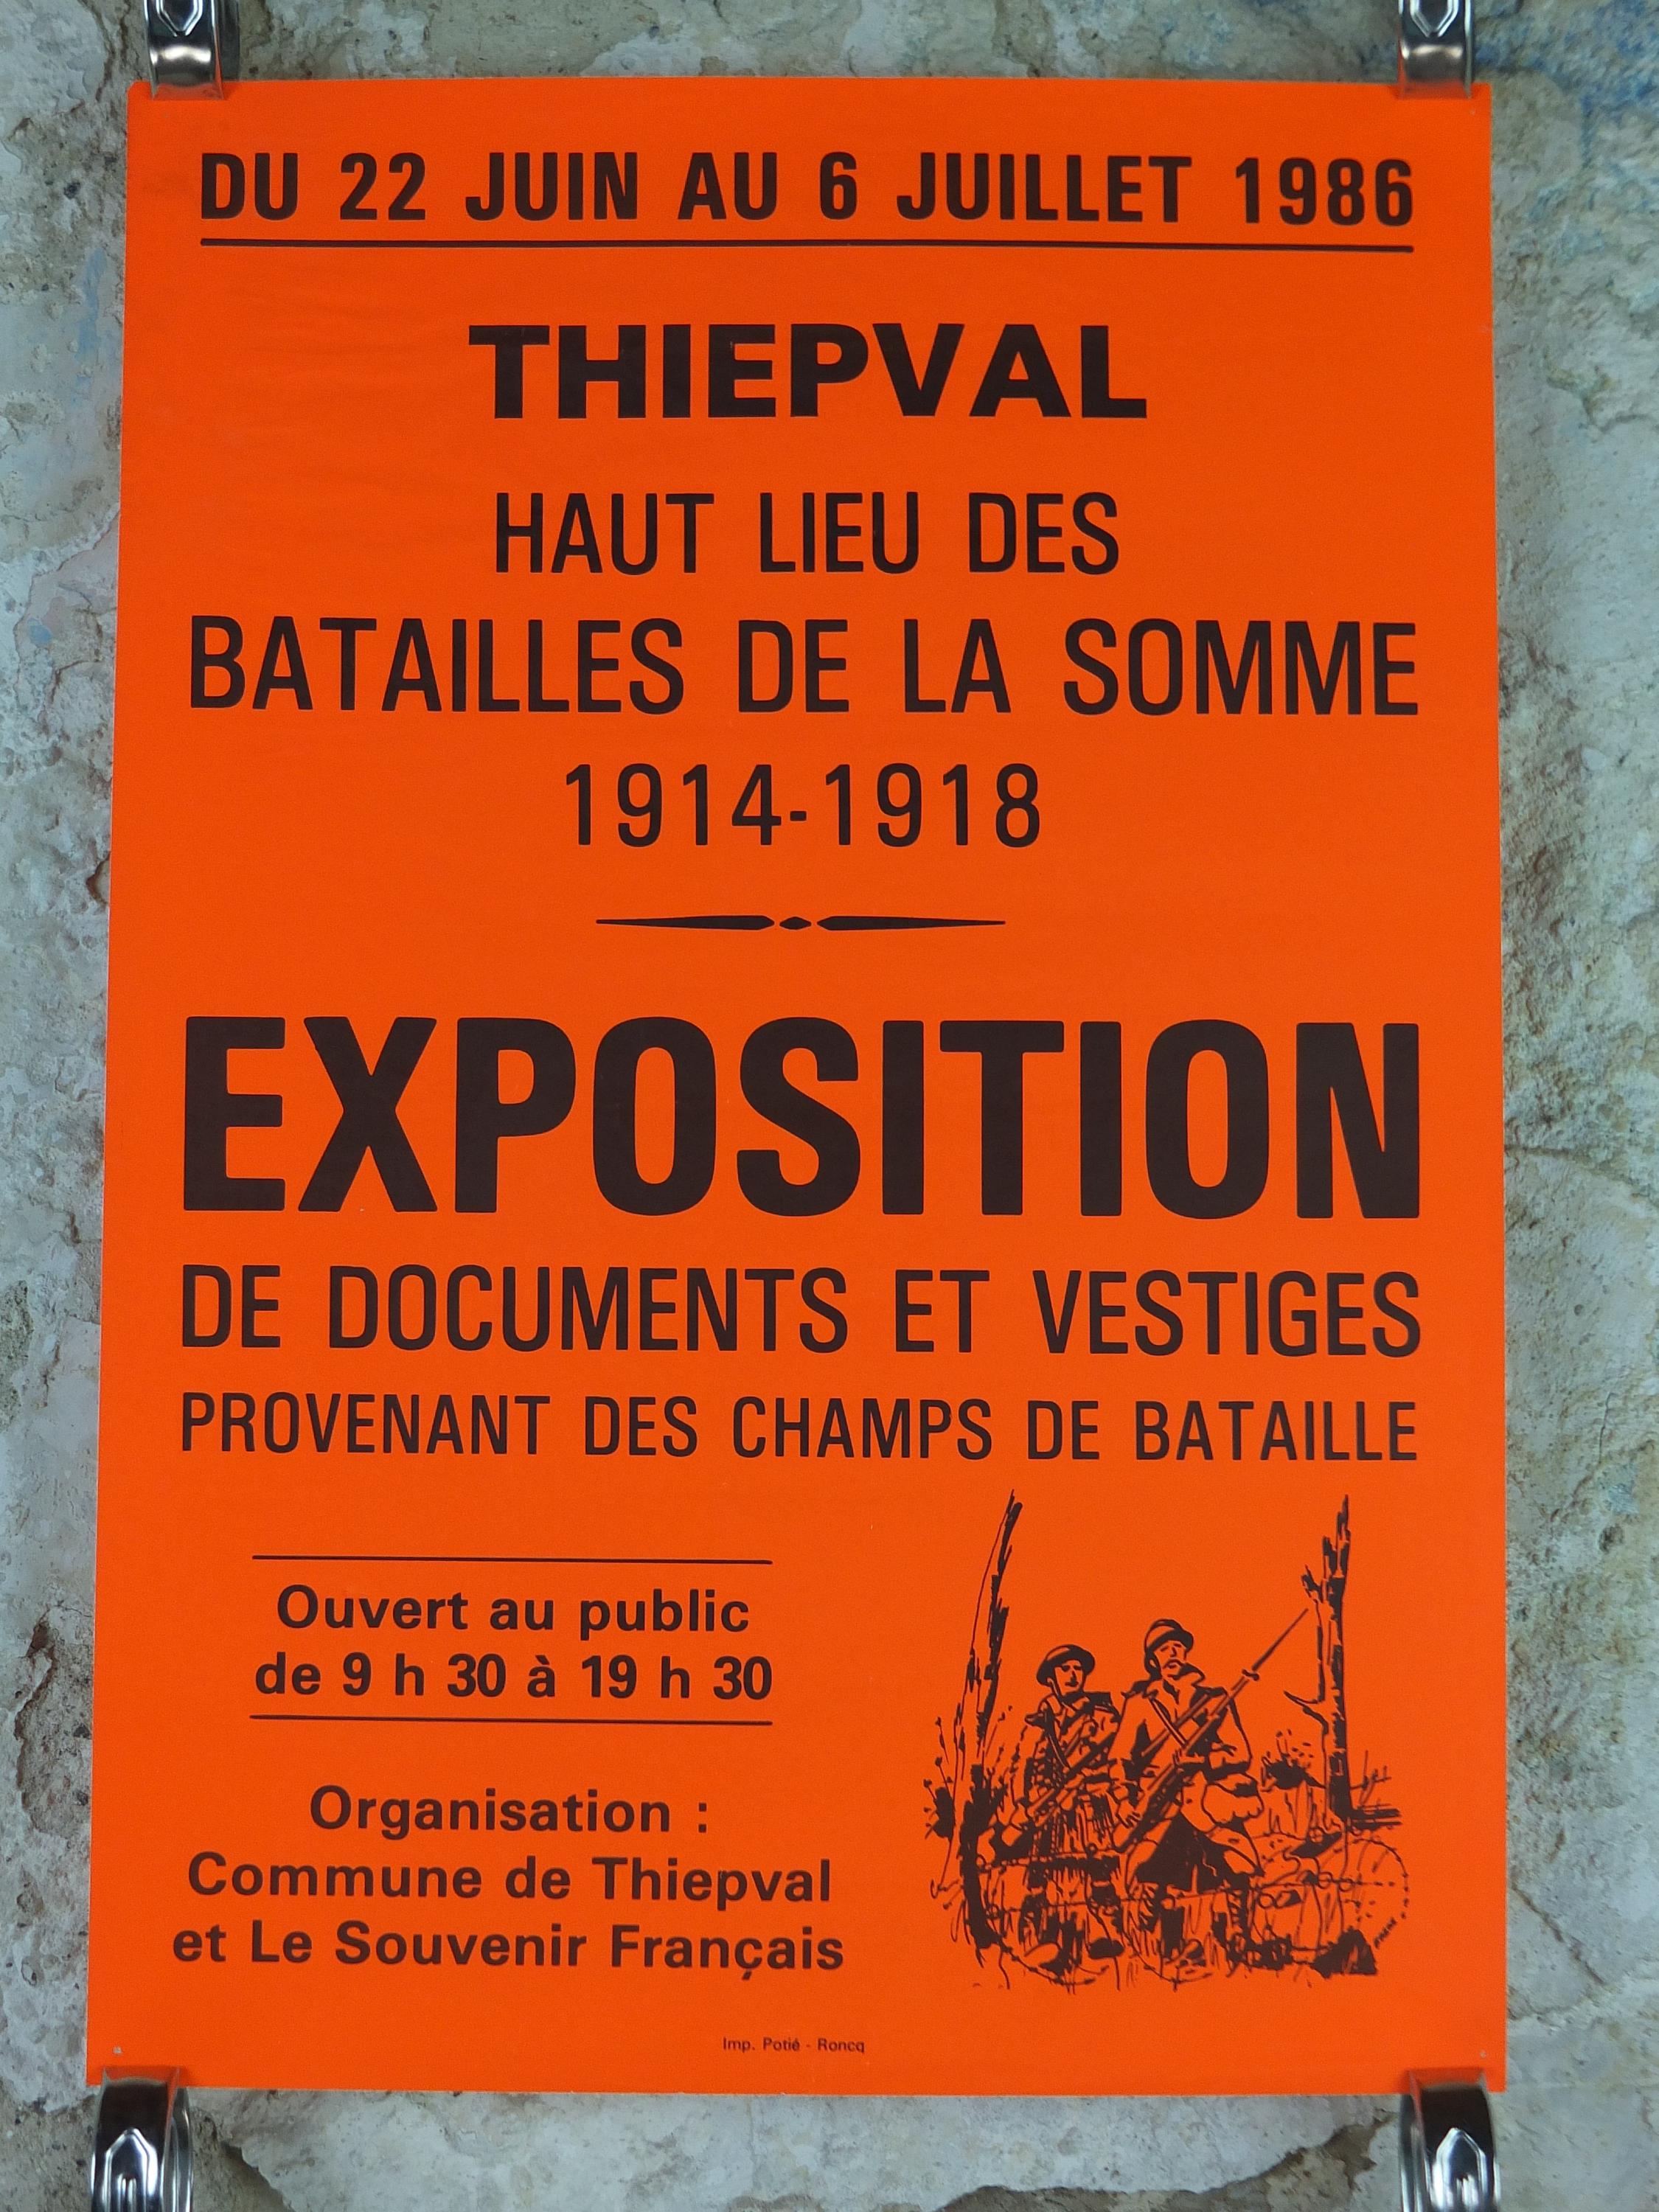 DU 22 JUIN AU 6 JUILLET 1986
THIEPVAL
HAUT LIEU DES
BATAILLES DE LA SOMME
1914-1918
EXPOSITION
DE DOCUMENTS ET VESTIGES
PROVENANT DES CHAMPS DE BATAILLE
Ouvert au public
de 9 h 30 à 19 h 30
Organisation :
Commune de Thiepval
et Le Souvenir Français
Imp. Potié - Roncq